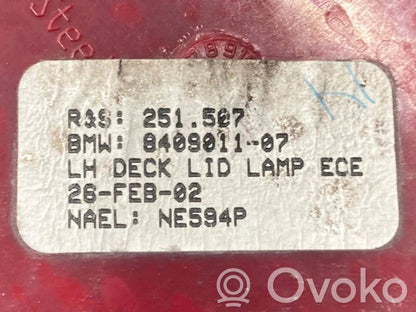 R&S: 251.507
BMW: 8409011-07
LH DECK LID LAMP ECE
26-FEB-02
NAEL: NE594P
Ovoko